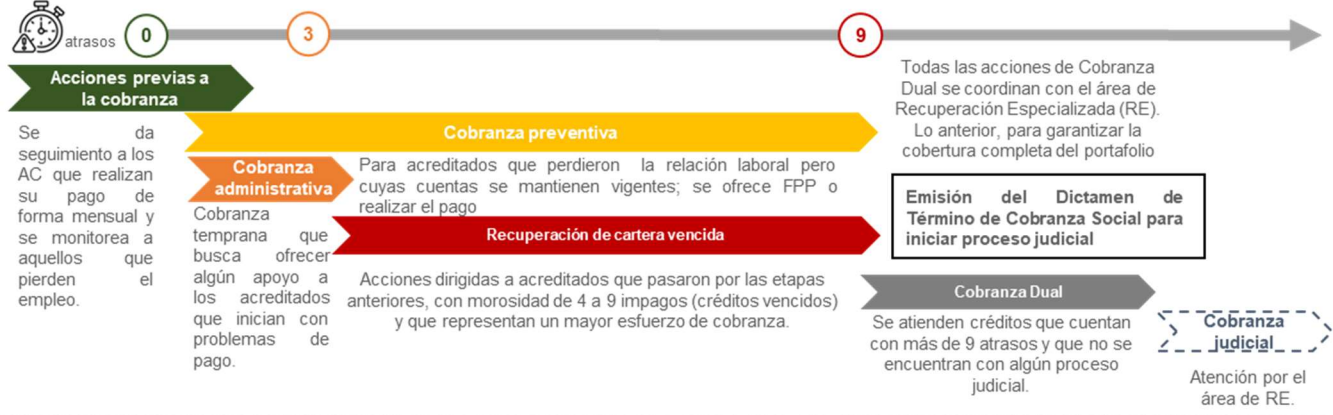 atrasos
0
3
9
Acciones previas a
la cobranza
Se da
seguimiento a los
AC que realizan
su pago de
forma mensual y
se monitorea a
aquellos que
pierden el
empleo.
Cobranza preventiva
Para acreditados que perdieron la relación laboral pero
cuyas cuentas se mantienen vigentes; se ofrece FPP o
realizar el pago
Cobranza
administrativa
Cobranza
temprana que
busca ofrecer
algún apoyo a
los acreditados
que inician con
problemas de
pago.
Recuperación de cartera vencida
Acciones dirigidas a acreditados que pasaron por las etapas
anteriores, con morosidad de 4 a 9 impagos (créditos vencidos)
y que representan un mayor esfuerzo de cobranza.
Todas las acciones de Cobranza
Dual se coordinan con el área de
Recuperación Especializada (RE).
Lo anterior, para garantizar la
cobertura completa del portafolio
Emisión del Dictamen de
Término de Cobranza Social para
iniciar proceso judicial
Cobranza Dual
Se atienden créditos que cuentan
con más de 9 atrasos y que no se
encuentran con algún proceso
judicial.
Cobranza
judicial
Atención por el
área de RE.